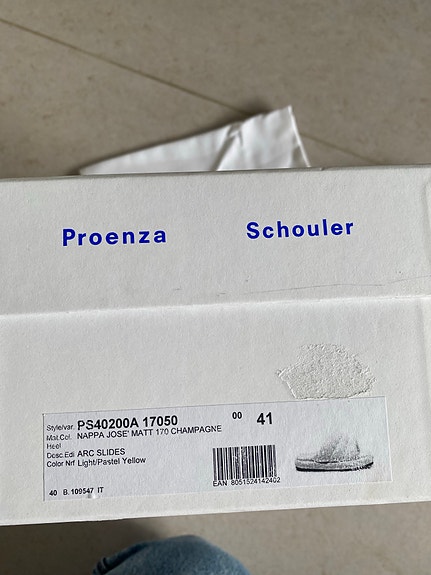 Proenza Schouler
Style/var. PS40200A 17050 00 41
Mat.Col. NAPPA JOSE' MATT 170 CHAMPAGNE
Heel
Desc.Edi ARC SLIDES
Color Nrf Light/Pastel Yellow
EAN 8051524142402
40 B. 109547 IT